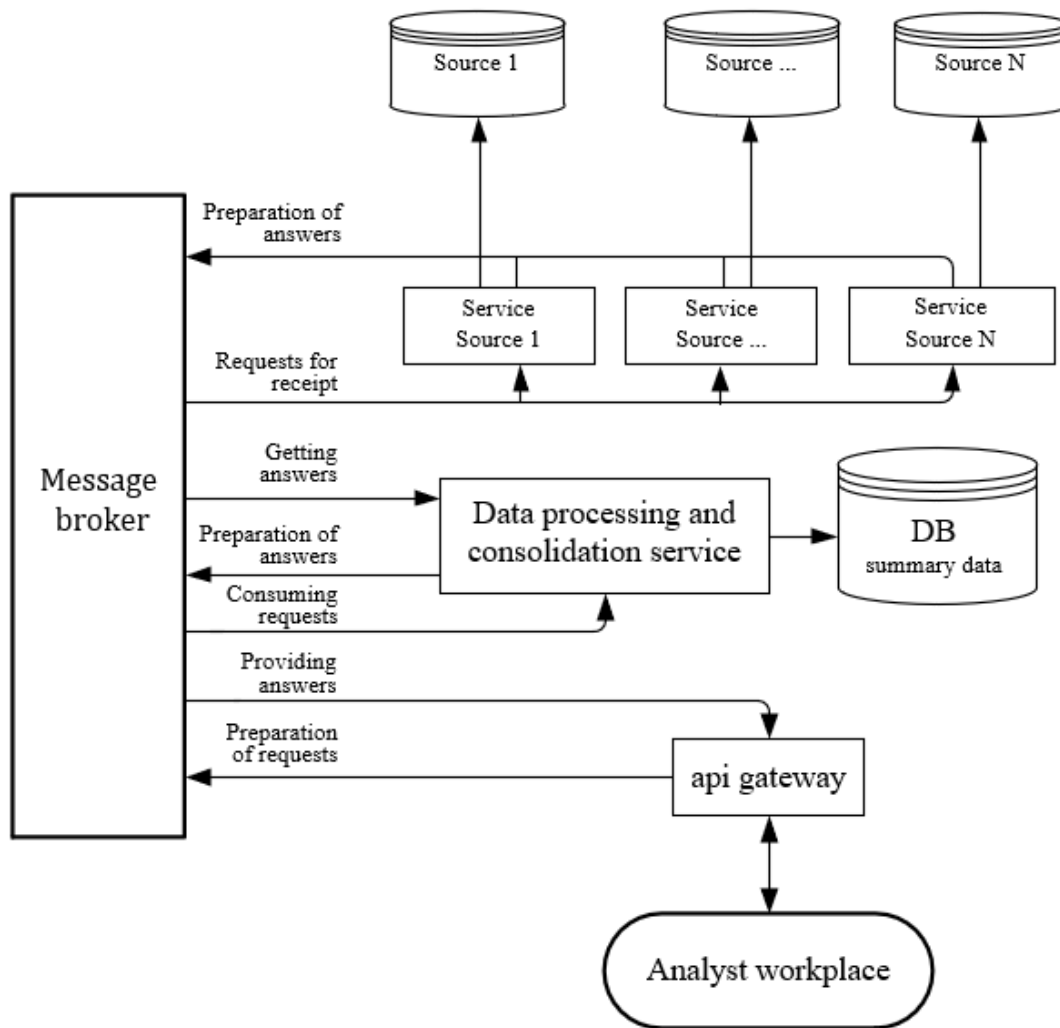 Source 1
Source ...
Source N
Preparation of
answers
Service
Source 1
Service
Source ...
Service
Source N
Requests for
receipt
Message
broker
Getting
answers
Data processing and
consolidation service
DB
summary data
Preparation of
answers
Consuming
requests
Providing
answers
Preparation
of requests
api gateway
Analyst workplace